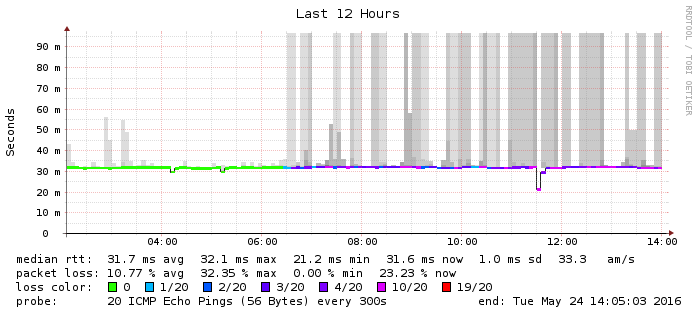 Last 12 Hours
RRDTOOL / TOBI OETIKER
Seconds
90 m
80 m
70 m
60 m
50 m
40 m
30 m
20 m
10 m
0
04:00 06:00 08:00 10:00 12:00 14:00
median rtt: 31.7 ms avg 32.1 ms max 21.2 ms min 31.6 ms now 1.0 ms sd 33.3 am/s
packet loss: 10.77 % avg 32.35 % max 0.00 % min 23.23 % now
loss color: 0 1/20 2/20 3/20 4/20 10/20 19/20
probe: 20 ICMP Echo Pings (56 Bytes) every 300s end: Tue May 24 14:05:03 2016